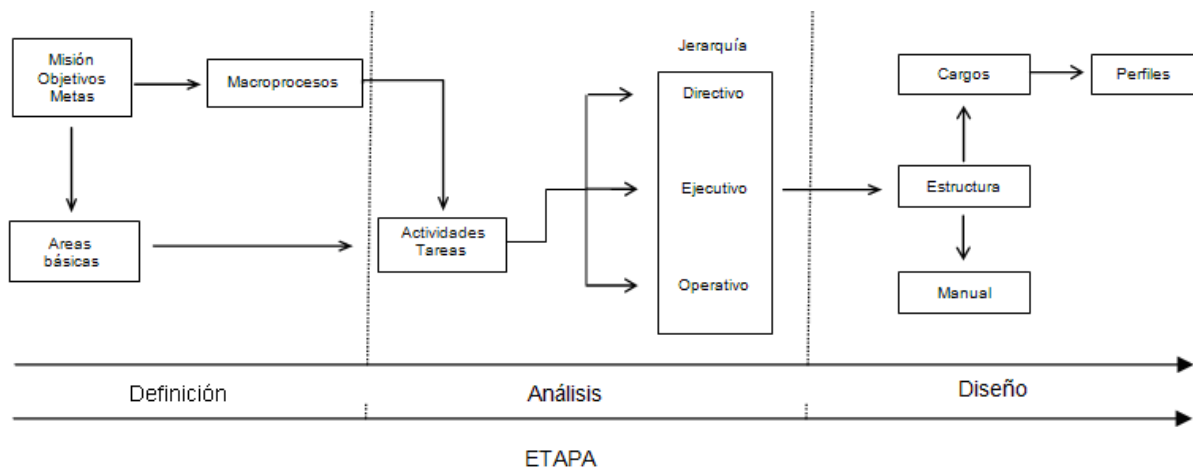 Misión
Objetivos
Metas
Macroprocesos
Areas
básicas
Actividades
Tareas
Jerarquía
Directivo
Ejecutivo
Operativo
Cargos
Perfiles
Estructura
Manual
Definición
Análisis
Diseño
ETAPA